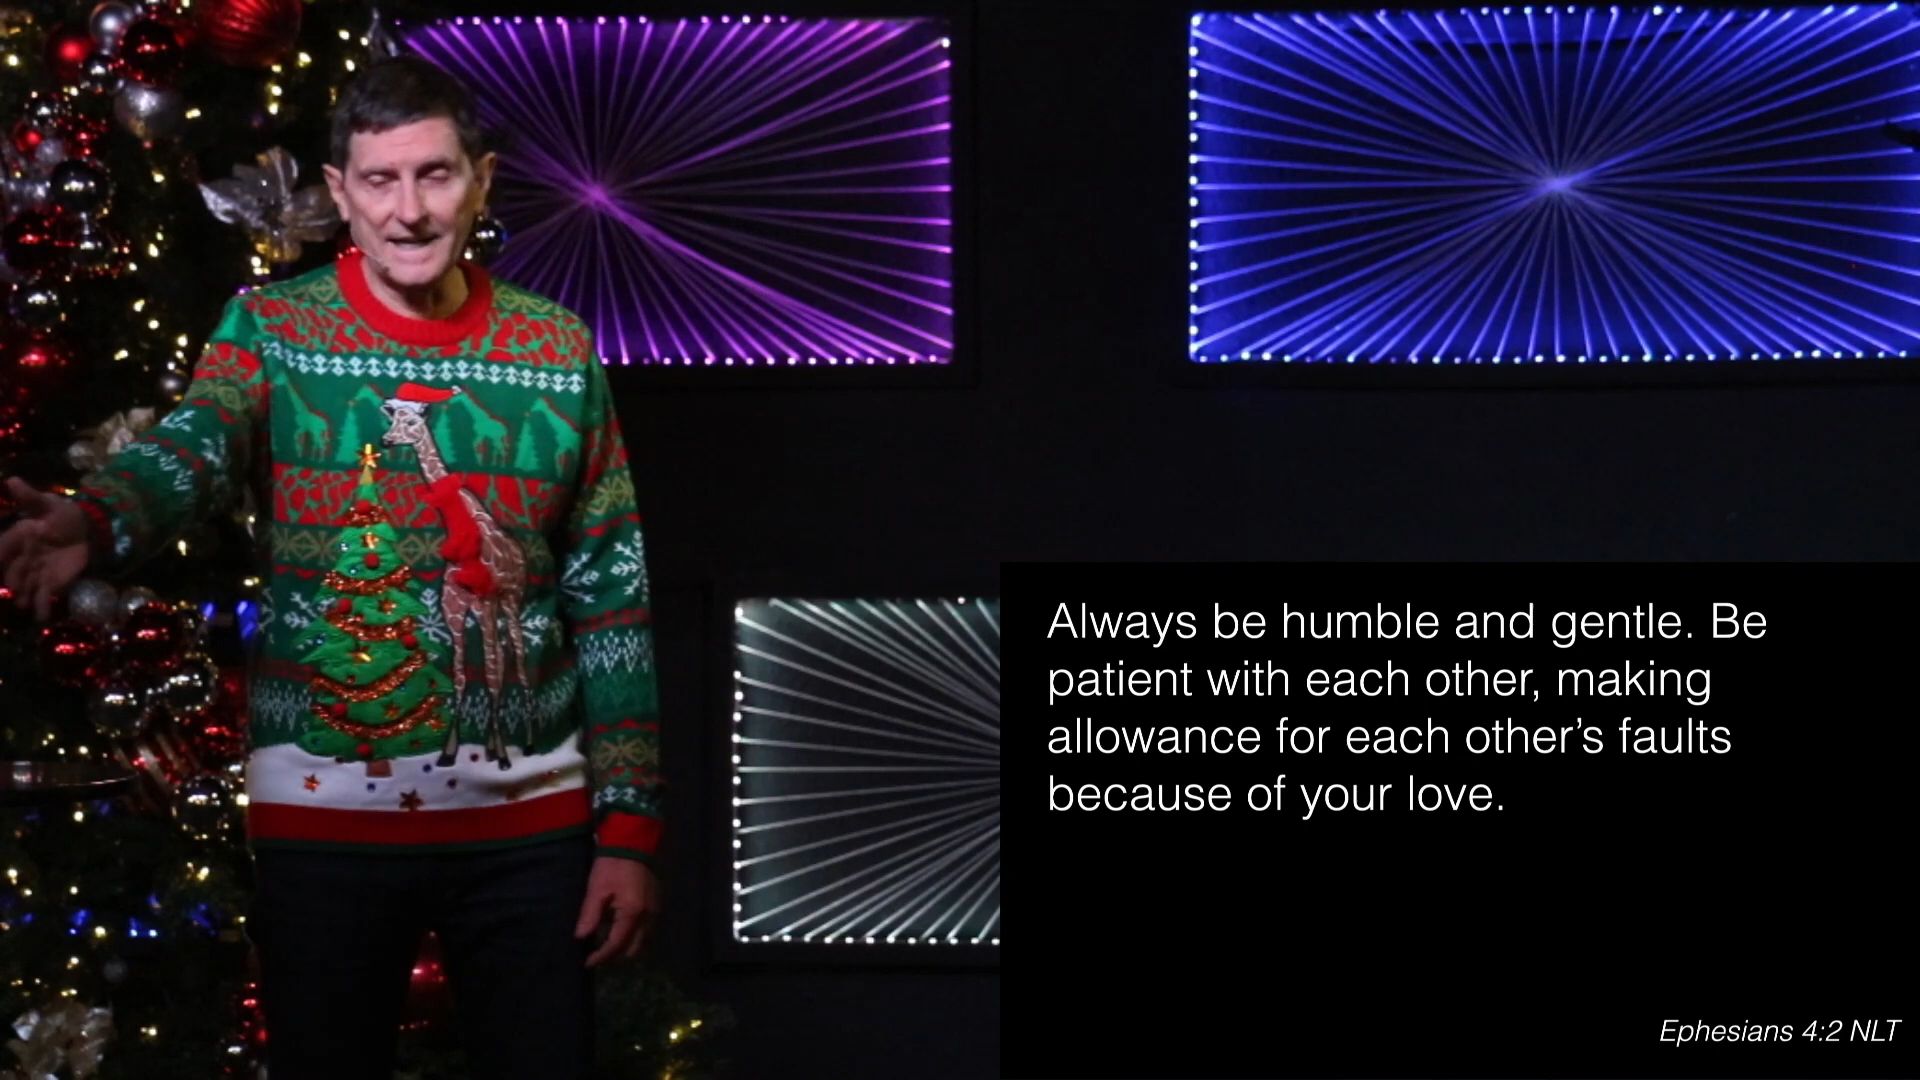 Always be humble and gentle. Be
patient with each other, making
allowance for each other’s faults
because of your love.
Ephesians 4:2 NLT